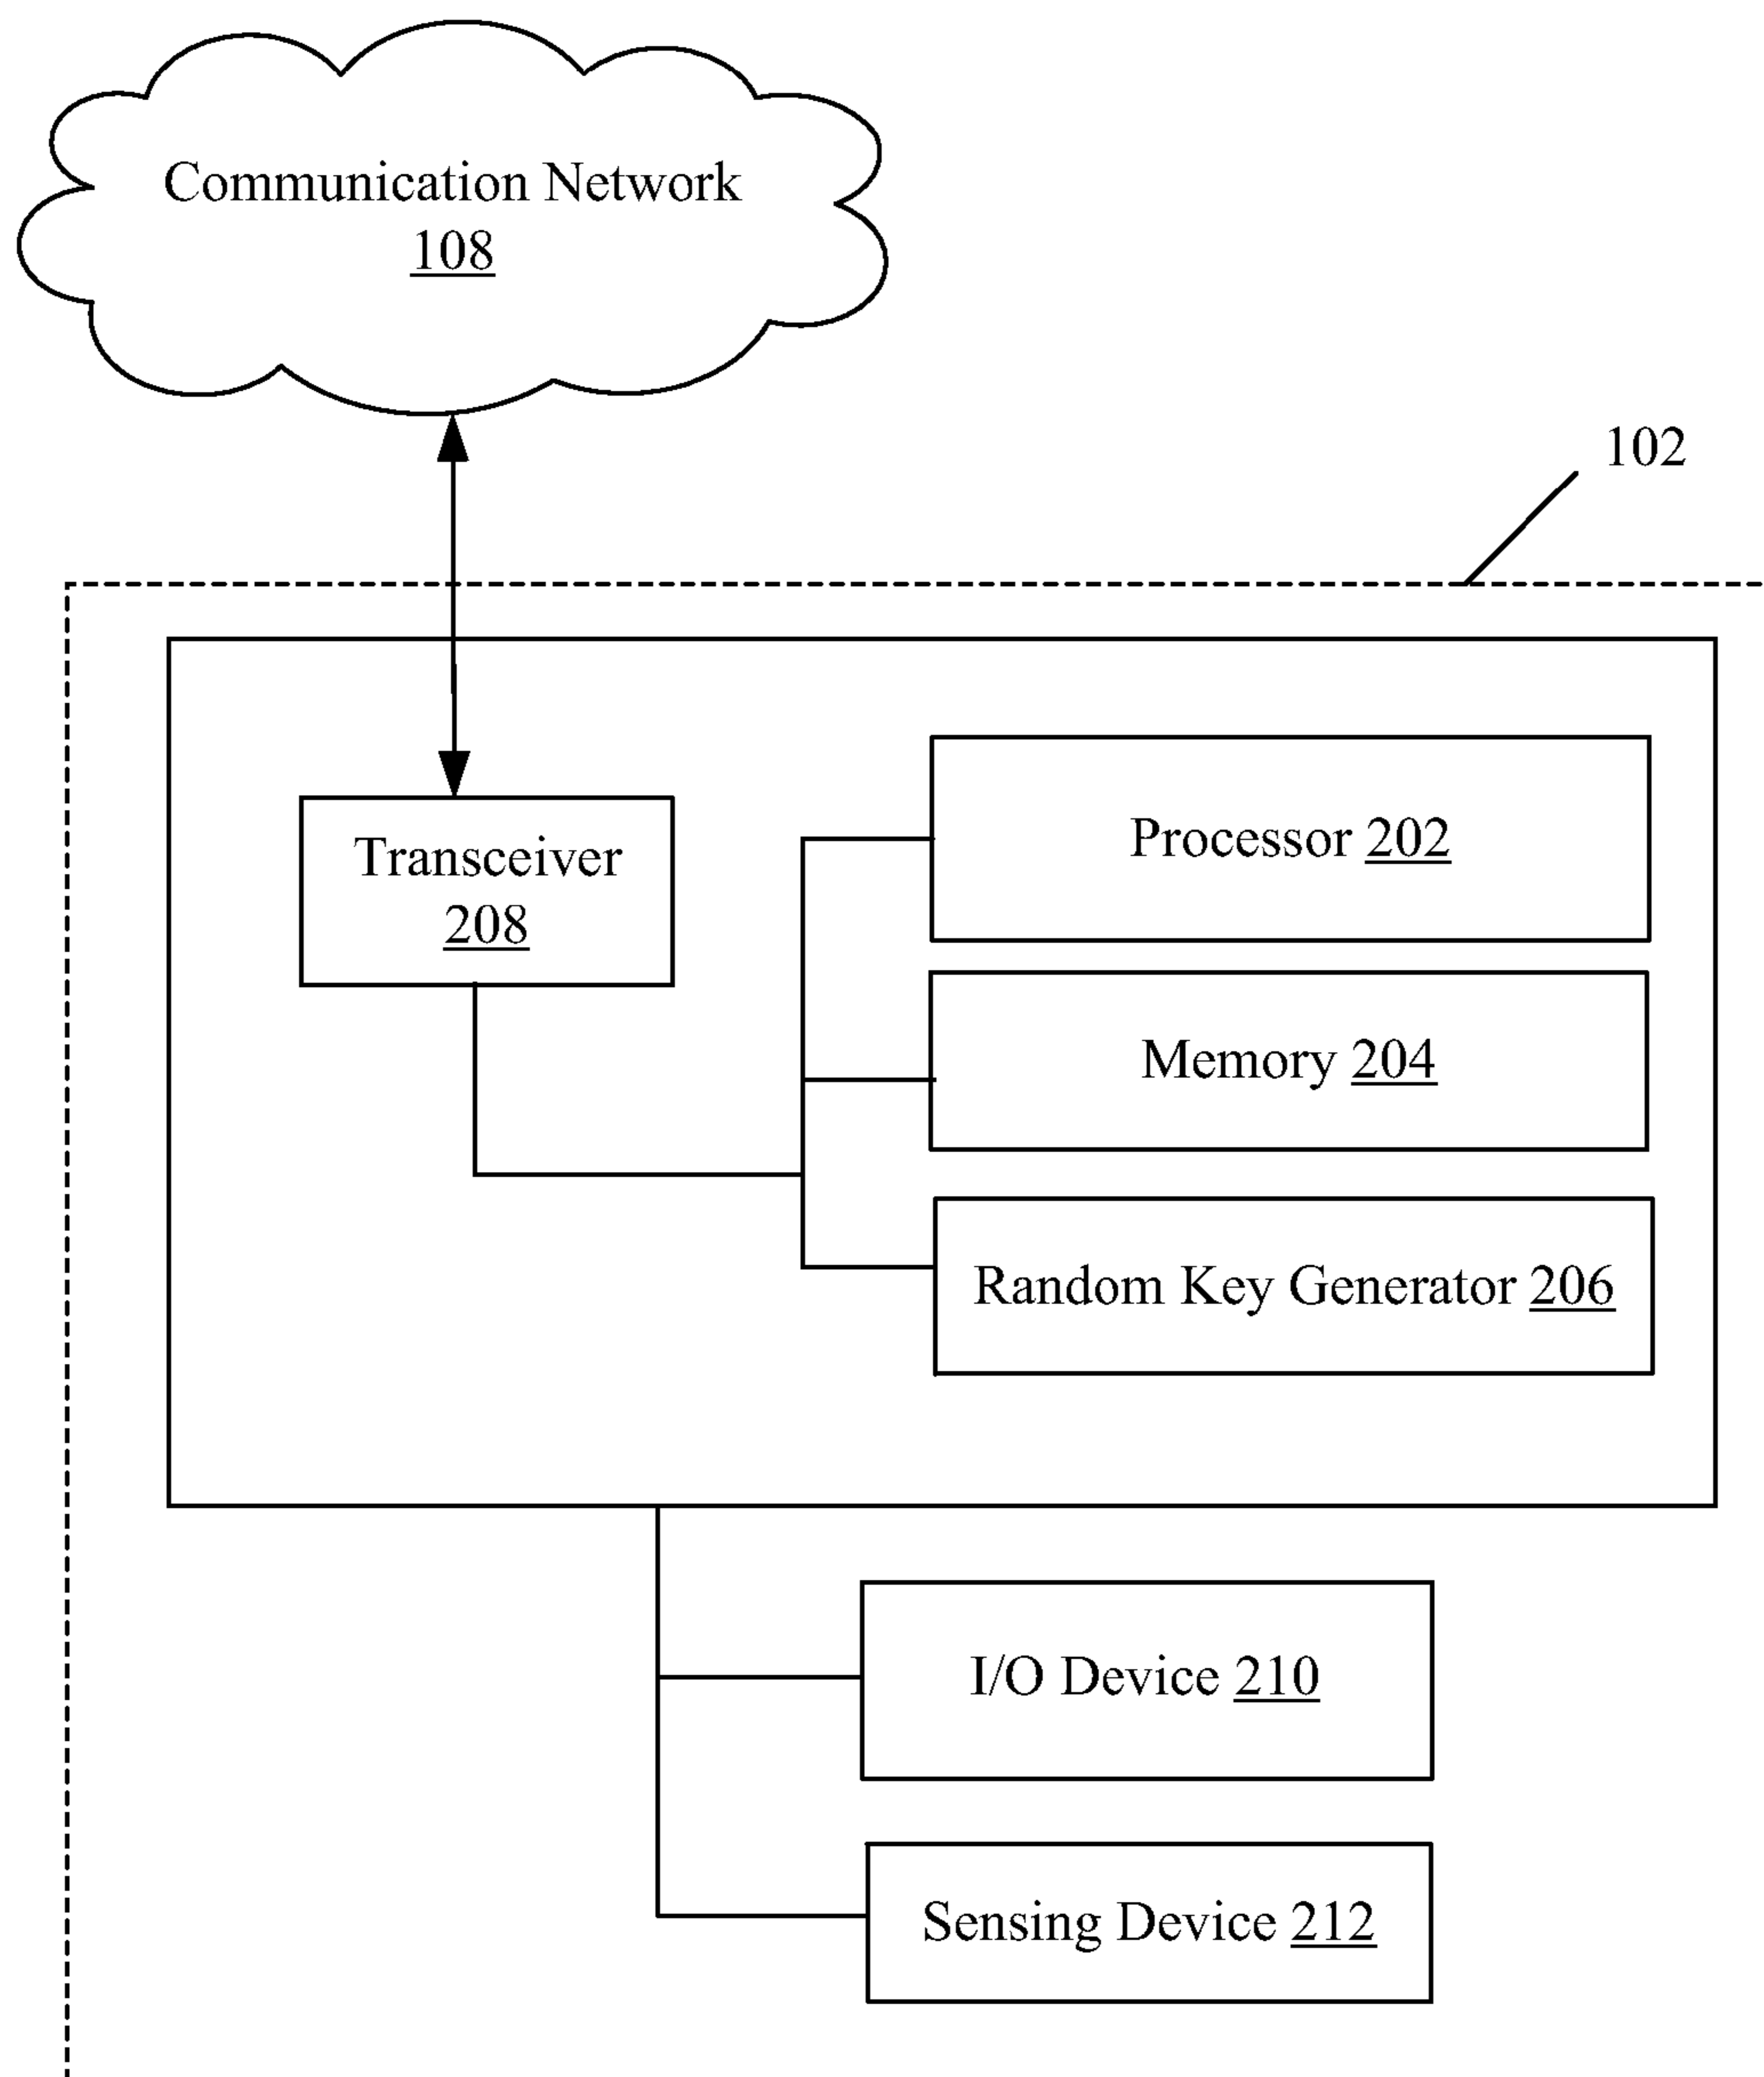 Communication Network
108
102
Transceiver
208
Processor 202
Memory 204
Random Key Generator 206
I/O Device 210
Sensing Device 212